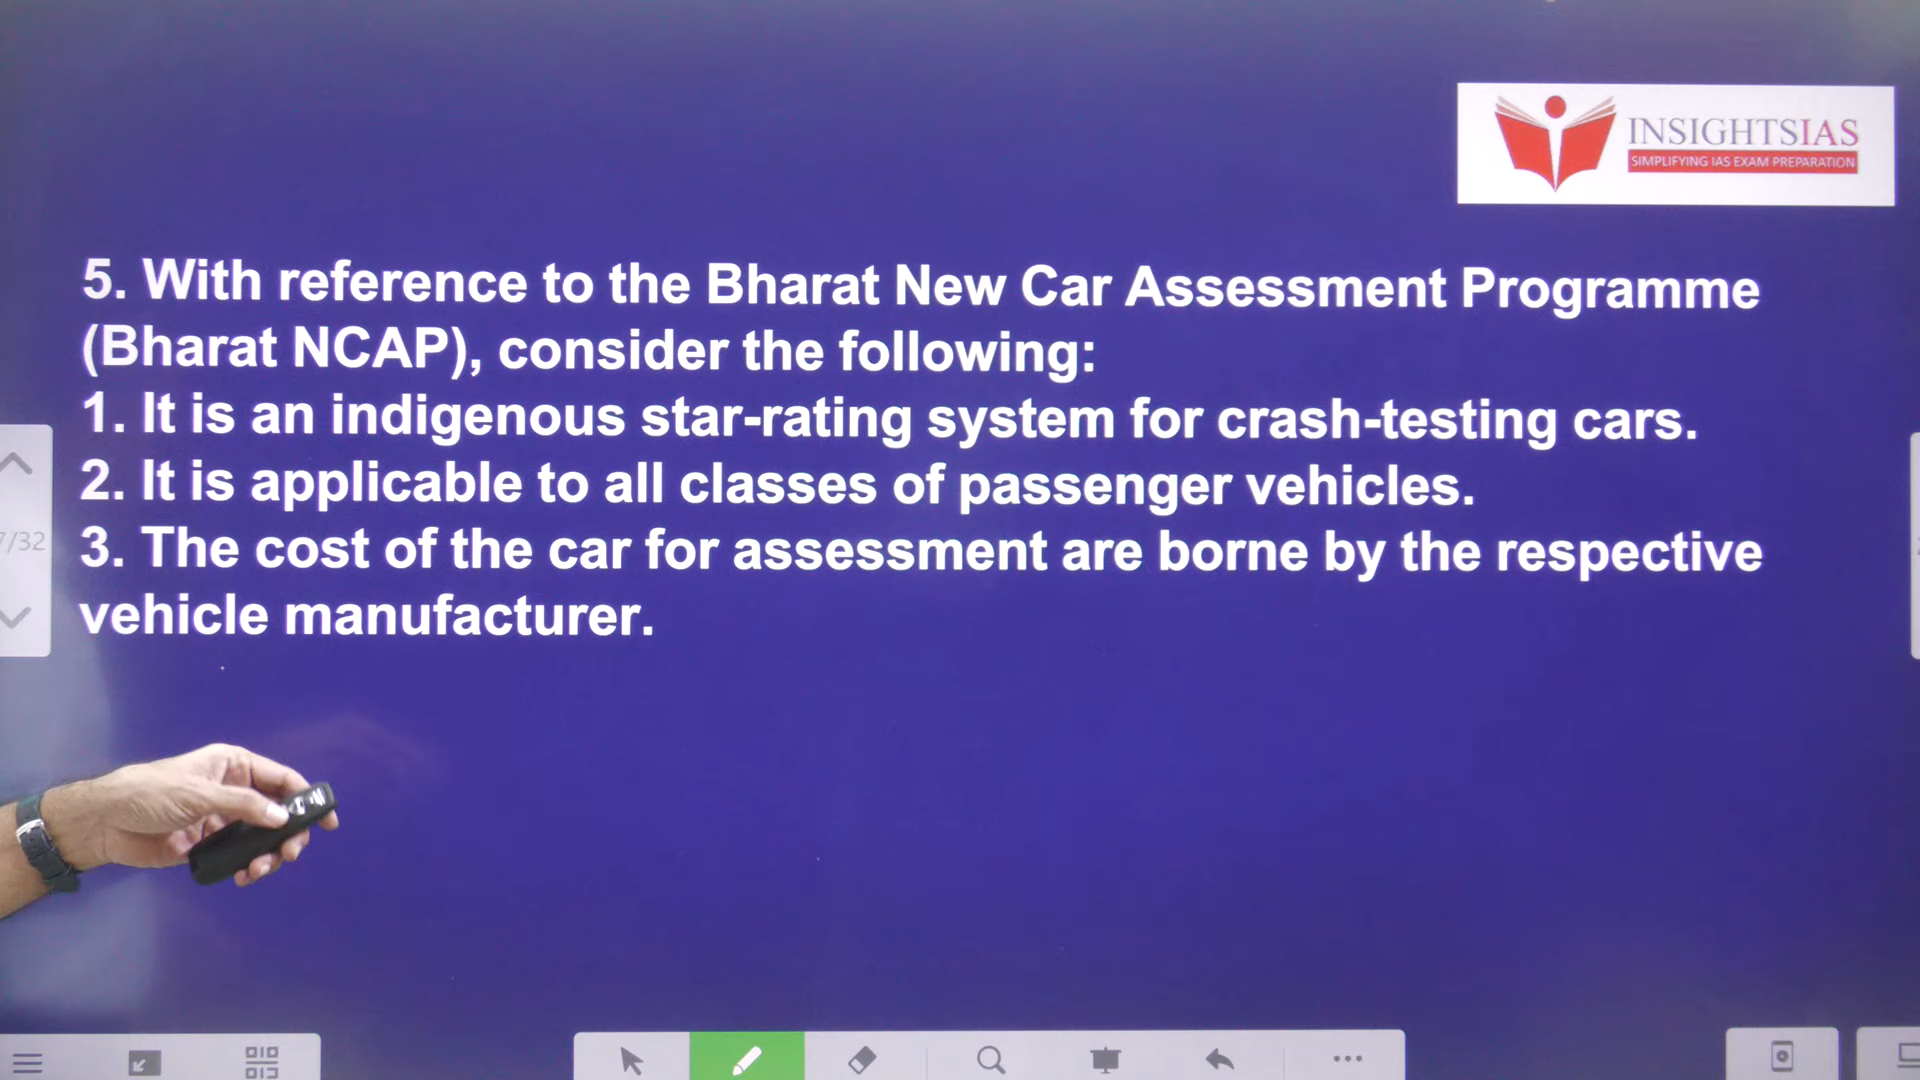 INSIGHTSIAS
SIMPLIFYING IAS EXAM PREPARATION
5. With reference to the Bharat New Car Assessment Programme
(Bharat NCAP), consider the following:
1. It is an indigenous star-rating system for crash-testing cars.
2. It is applicable to all classes of passenger vehicles.
7/32
3. The cost of the car for assessment are borne by the respective
vehicle manufacturer.